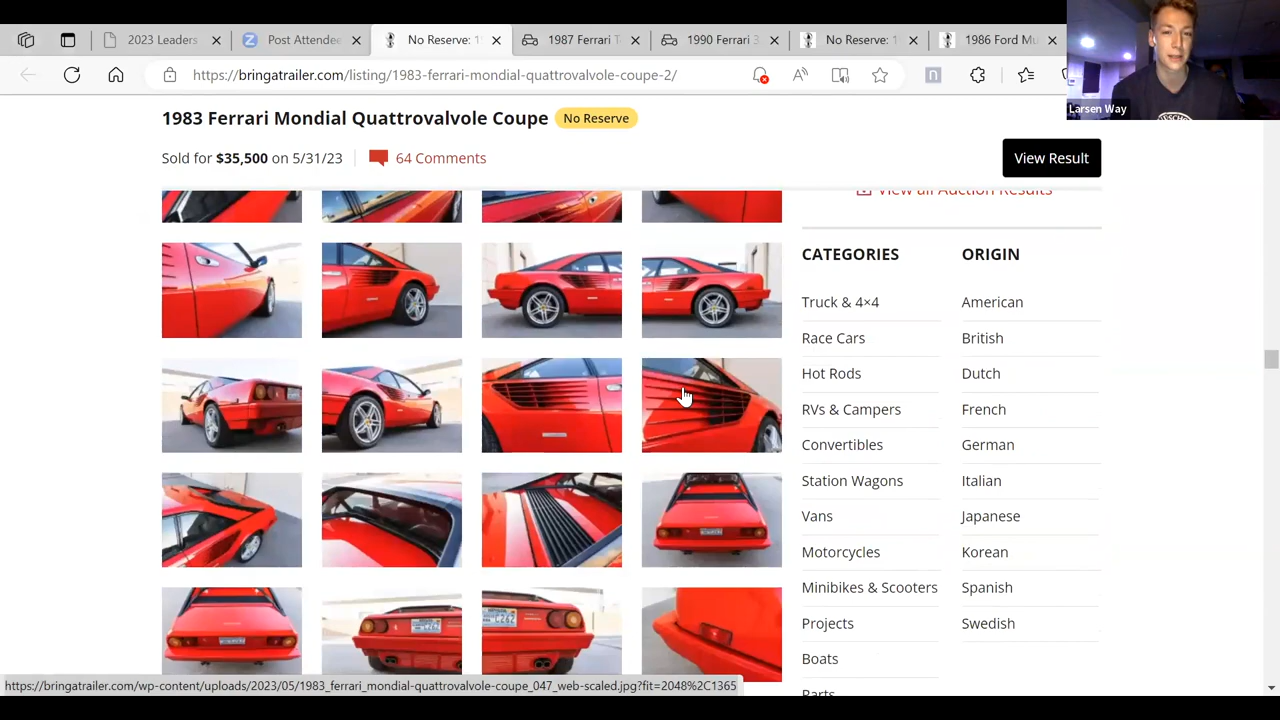 2023 Leaders
Post Attendee
No Reserve: 1
1987 Ferrari T
1990 Ferrari 3
No Reserve: 1
1986 Ford Mu
https://bringatrailer.com/listing/1983-ferrari-mondial-quattrovalvole-coupe-2/
Larsen Way
1983 Ferrari Mondial Quattrovalvole Coupe No Reserve
Sold for $35,500 on 5/31/23 64 Comments
View Result
View all Auction Results
CATEGORIES
Truck & 4×4
Race Cars
Hot Rods
RVs & Campers
Convertibles
Station Wagons
Vans
Motorcycles
Minibikes & Scooters
Projects
Boats
Parts
ORIGIN
American
British
Dutch
French
German
Italian
Japanese
Korean
Spanish
Swedish
https://bringatrailer.com/wp-content/uploads/2023/05/1983_ferrari_mondial-quattrovalvole-coupe_047_web-scaled.jpg?fit=2048%2C1365